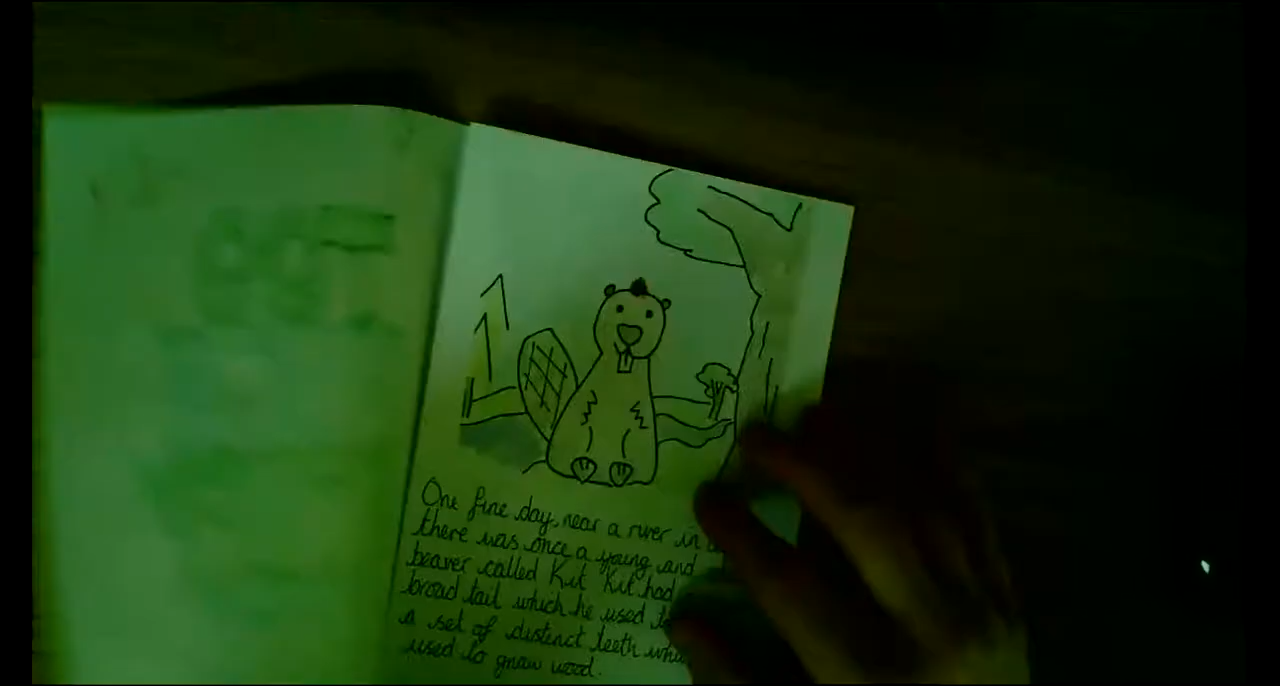 One fine day, near a river in
there was once a young and
beaver called Kit. Kit had
broad tail which he used
a set of distinct teeth
used to gnaw wood.